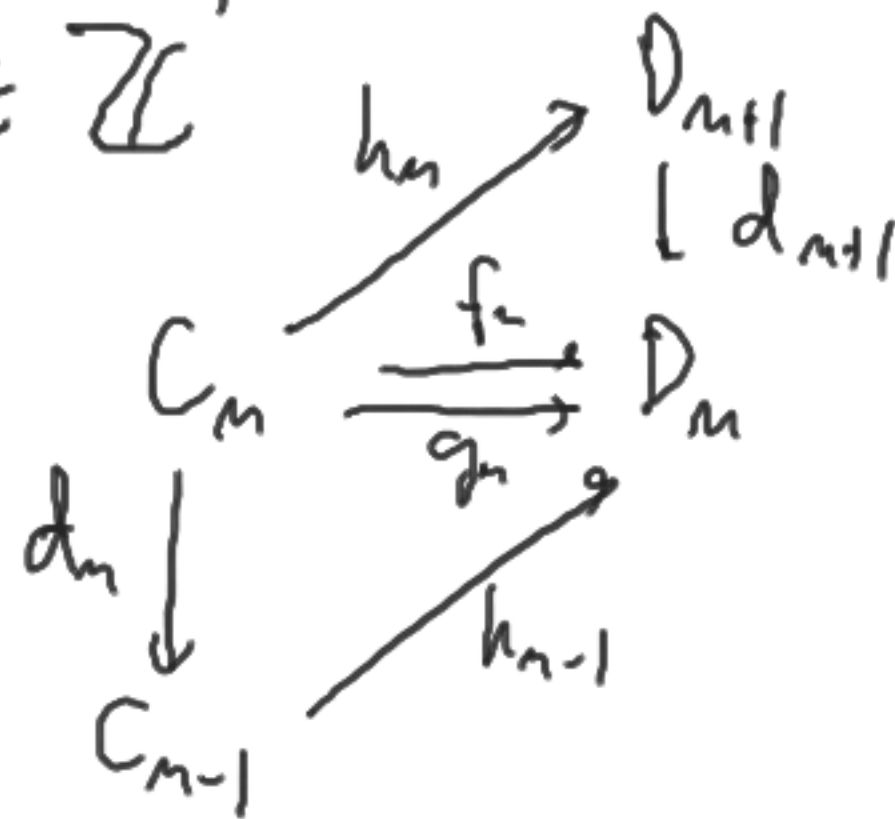 ℤ
D_{n+1}
h_n
d_{n+1}
f_n
C_n D_n
g_n
d_n
h_{n-1}
C_{n-1}